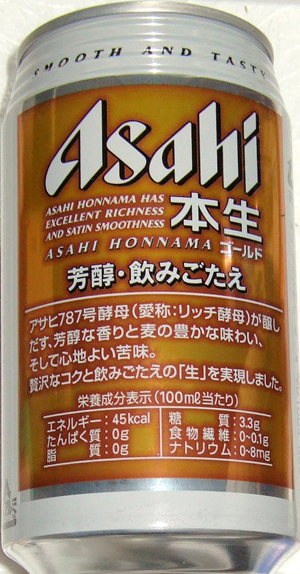 SMOOTH AND TASTY
Asahi
ASAHI HONNAMA HAS
EXCELLENT RICHNESS
AND SATIN SMOOTHNESS
本生
ASAHI HONNAMA ゴールド
芳醇・飲みごたえ
アサヒ787号酵母(愛称:リッチ酵母)が醸し
だす、芳醇な香りと麦の豊かな味わい、
そして心地よい苦味。
贅沢なコクと飲みごたえの「生」を実現しました。
栄養成分表示(100mℓ当たり)
エネルギー:45kcal
たんぱく質:0g
脂 質:0g
糖 質:3.3g
食物繊維:0~0.1g
ナトリウム:0~8mg